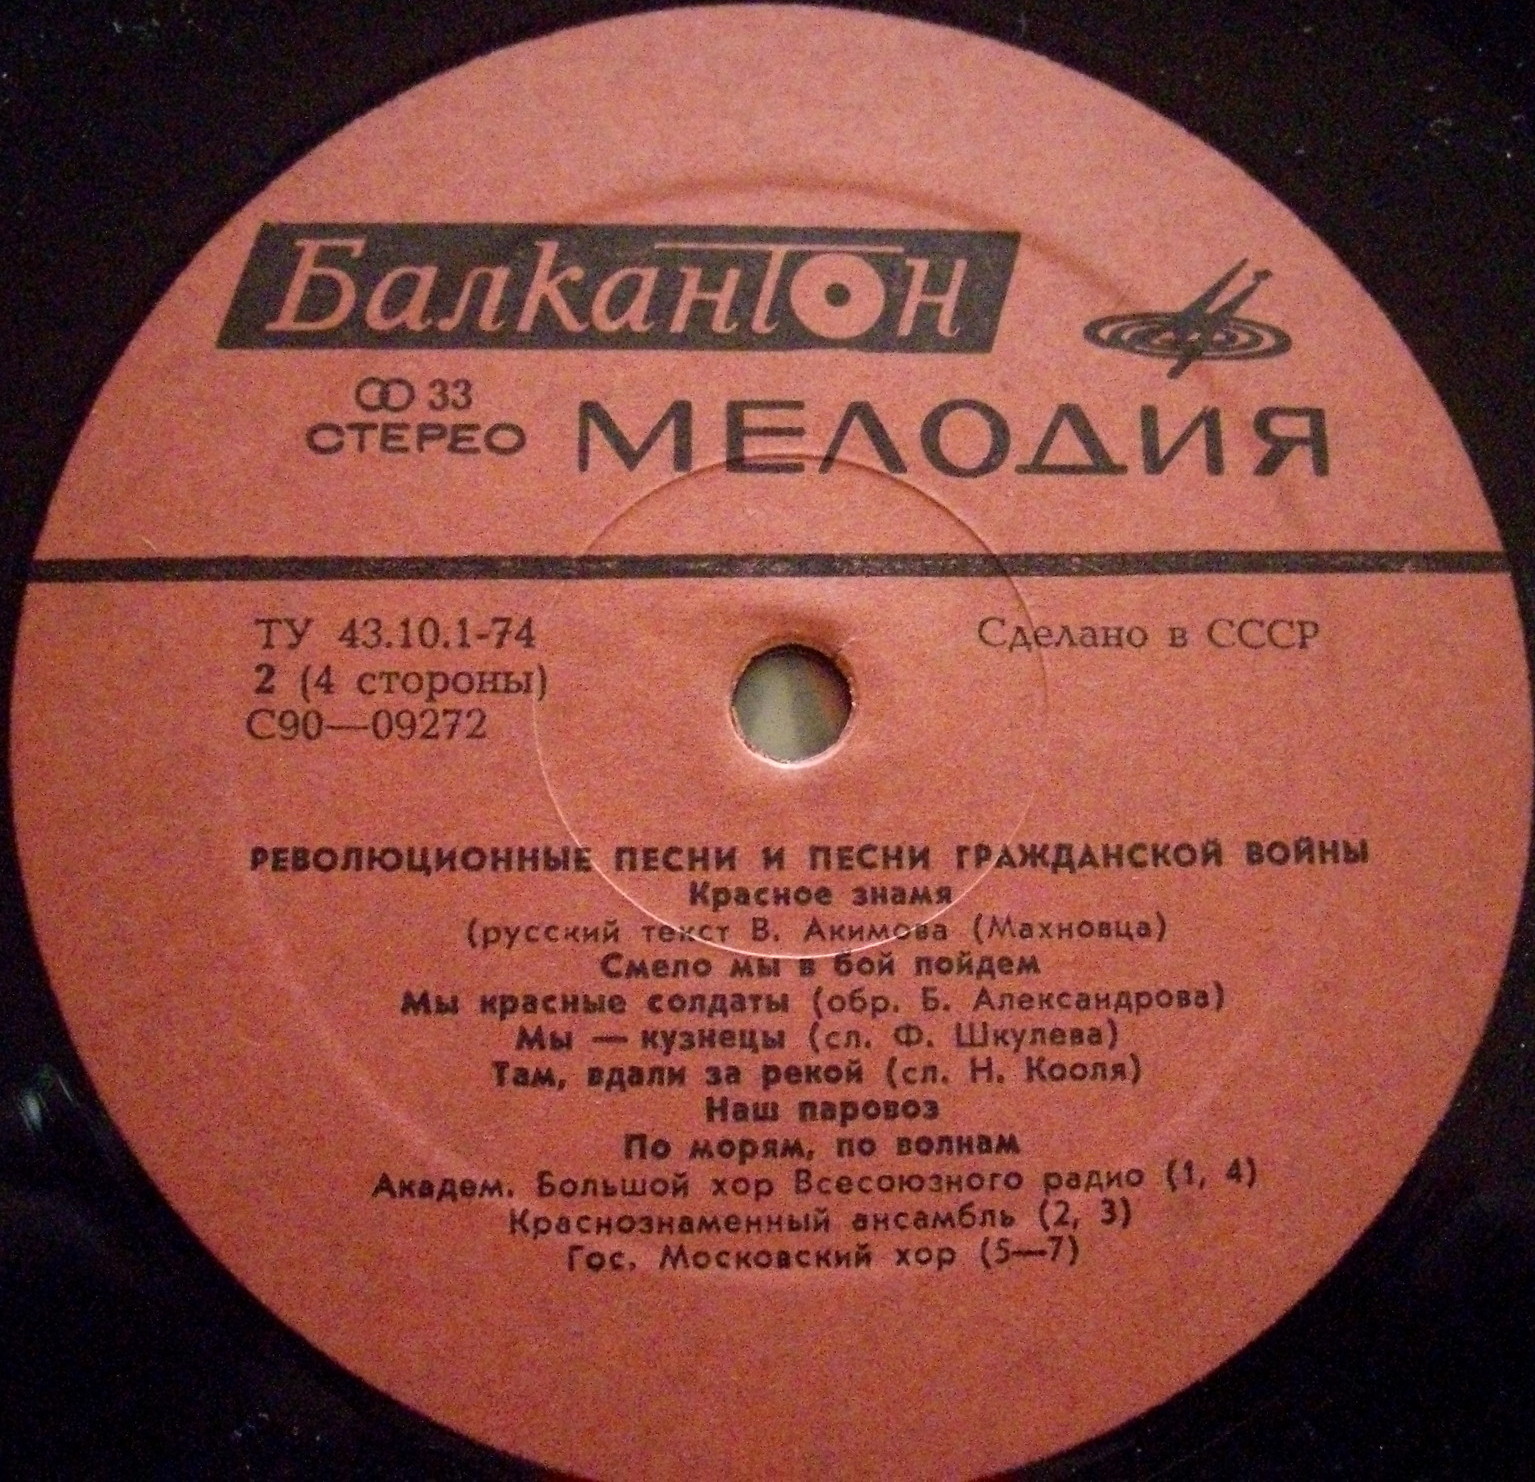 Балкантон
33
СТЕРЕО
МЕЛОДИЯ
ТУ 43.10.1-74
Сделано в СССР
2 (4 стороны)
С90—09272
РЕВОЛЮЦИОННЫЕ ПЕСНИ И ПЕСНИ ГРАЖДАНСКОЙ ВОЙНЫ
Красное знамя
(русский текст В. Акимова (Махновца)
Смело мы в бой пойдем
Мы красные солдаты (обр. Б. Александрова)
Мы — кузнецы (сл. Ф. Шкулева)
Там, вдали за рекой (сл. Н. Кооля)
Наш паровоз
По морям, по волнам
Академ. Большой хор Всесоюзного радио (1, 4)
Краснознаменный ансамбль (2, 3)
Гос. Московский хор (5—7)